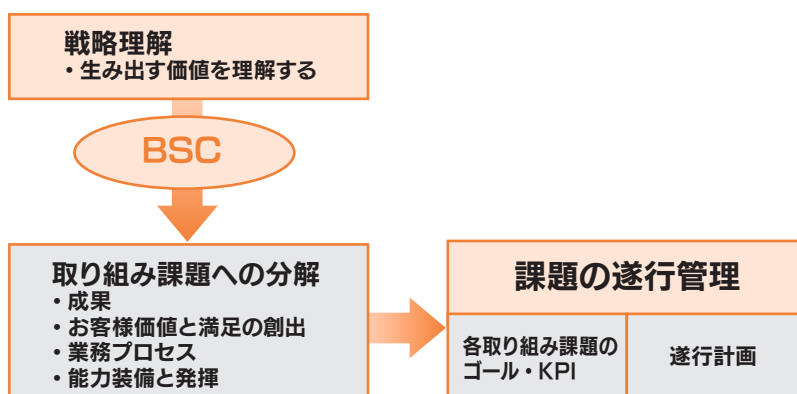 戦略理解
・生み出す価値を理解する
BSC
取り組み課題への分解
・成果
・お客様価値と満足の創出
・業務プロセス
・能力装備と発揮
課題の遂行管理
各取り組み課題の
ゴール・KPI
遂行計画